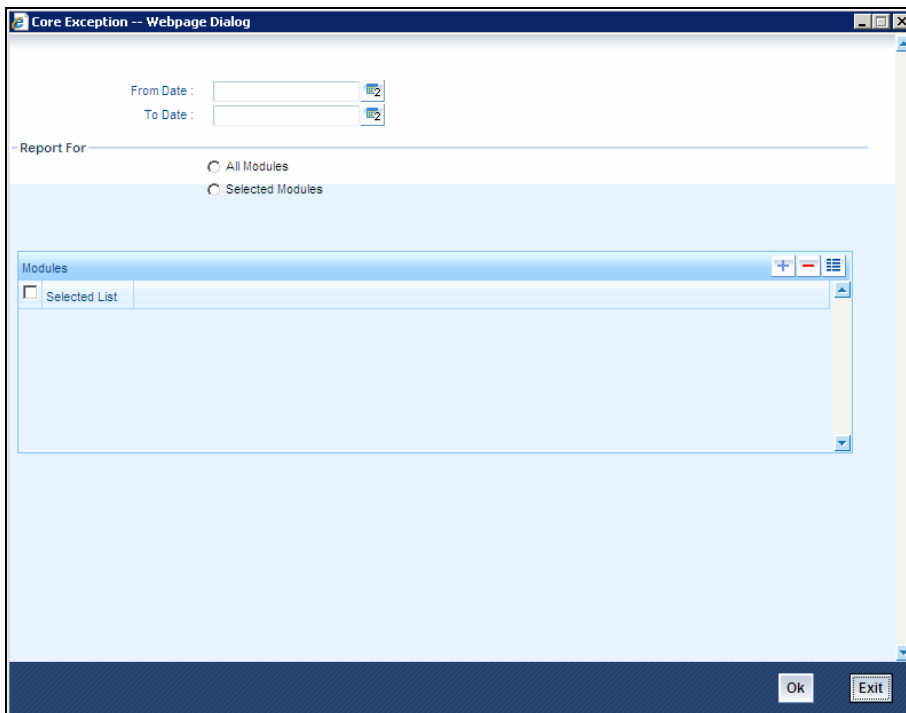 Core Exception -- Webpage Dialog
From Date :
To Date :
Report For
All Modules
Selected Modules
Modules
Selected List
Ok
Exit